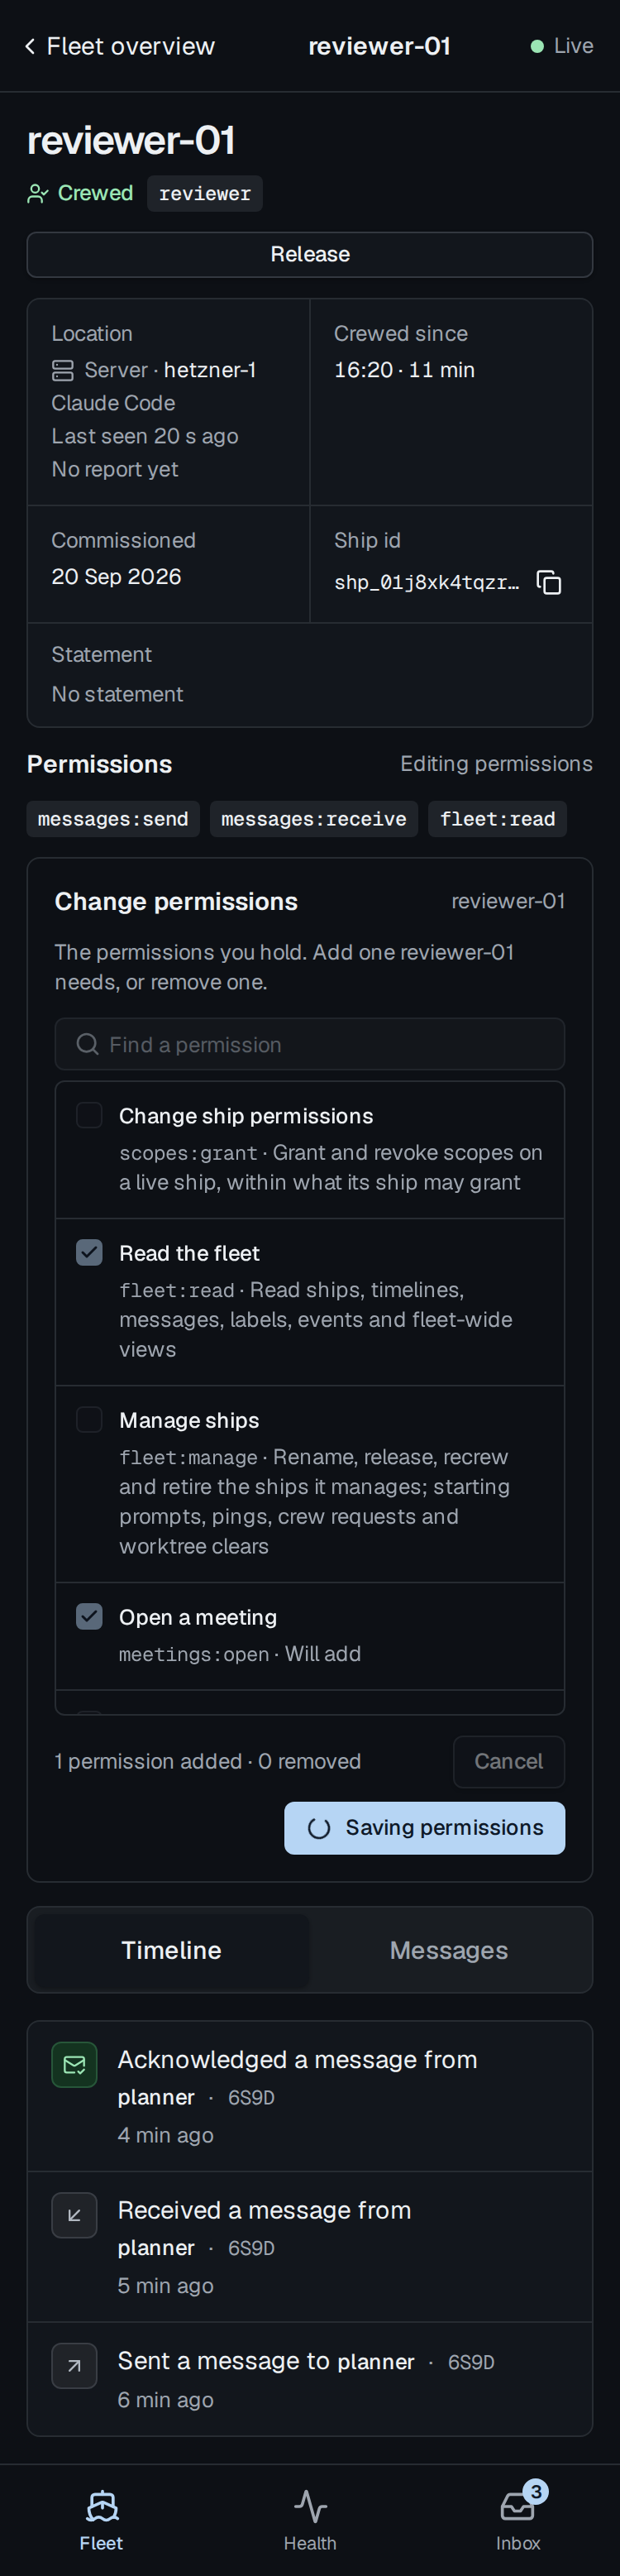 Fleet overview
reviewer-01
Live
reviewer-01
Crewed
reviewer
Release
Location
Server · hetzner-1
Claude Code
Last seen 20 s ago
No report yet
Crewed since
16:20 · 11 min
Commissioned
20 Sep 2026
Ship id
shp_01j8xk4tqzr…
Statement
No statement
Permissions
Editing permissions
messages:send
messages:receive
fleet:read
Change permissions
reviewer-01
The permissions you hold. Add one reviewer-01
needs, or remove one.
Find a permission
Change ship permissions
scopes:grant · Grant and revoke scopes on
a live ship, within what its ship may grant
Read the fleet
fleet:read · Read ships, timelines,
messages, labels, events and fleet-wide
views
Manage ships
fleet:manage · Rename, release, recrew
and retire the ships it manages; starting
prompts, pings, crew requests and
worktree clears
Open a meeting
meetings:open · Will add
1 permission added · 0 removed
Cancel
Saving permissions
Timeline
Messages
Acknowledged a message from
planner · 6S9D
4 min ago
Received a message from
planner · 6S9D
5 min ago
Sent a message to planner · 6S9D
6 min ago
Fleet
Health
3
Inbox